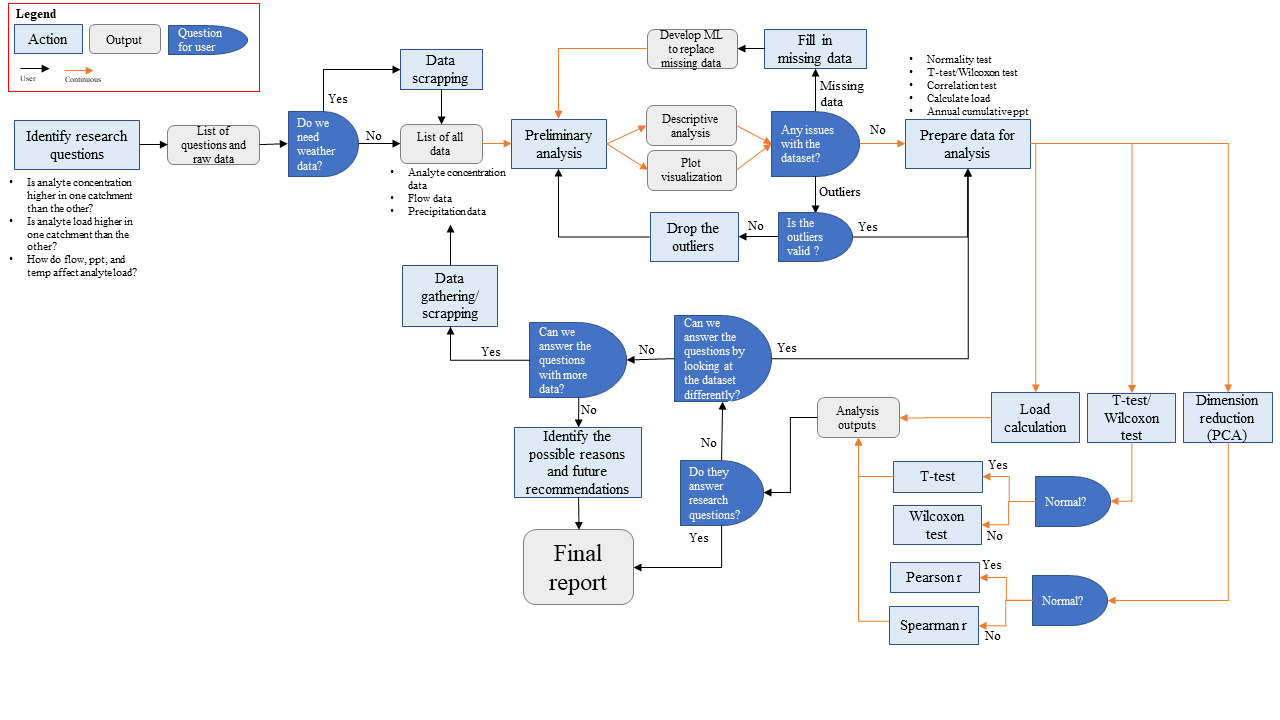 Legend
Action
Output
Question
for user
User
Continuous
Identify research
questions
• Is analyte concentration
higher in one catchment
than the other?
• Is analyte load higher in
one catchment than the
other?
• How do flow, ppt, and
temp affect analyte load?
List of
questions and
raw data
Do we
need
weather
data?
Yes
No
Data
scrapping
List of all
data
• Analyte concentration
data
• Flow data
• Precipitation data
Data
gathering/
scrapping
Preliminary
analysis
Develop ML
to replace
missing data
Fill in
missing data
Missing
data
Descriptive
analysis
Plot
visualization
Any issues
with the
dataset?
No
Outliers
Is the
outliers
valid ?
No
Yes
Drop the
outliers
• Normality test
• T-test/Wilcoxon test
• Correlation test
• Calculate load
• Annual cumulative ppt
Prepare data for
analysis
Load
calculation
T-test/
Wilcoxon
test
Dimension
reduction
(PCA)
Normal?
Yes
No
T-test
Wilcoxon
test
Normal?
Yes
No
Pearson r
Spearman r
Analysis
outputs
Do they
answer
research
questions?
No
Yes
Can we
answer the
questions by
looking at
the dataset
differently?
Yes
No
Can we
answer the
questions
with more
data?
Yes
No
Identify the
possible reasons
and future
recommendations
Final
report